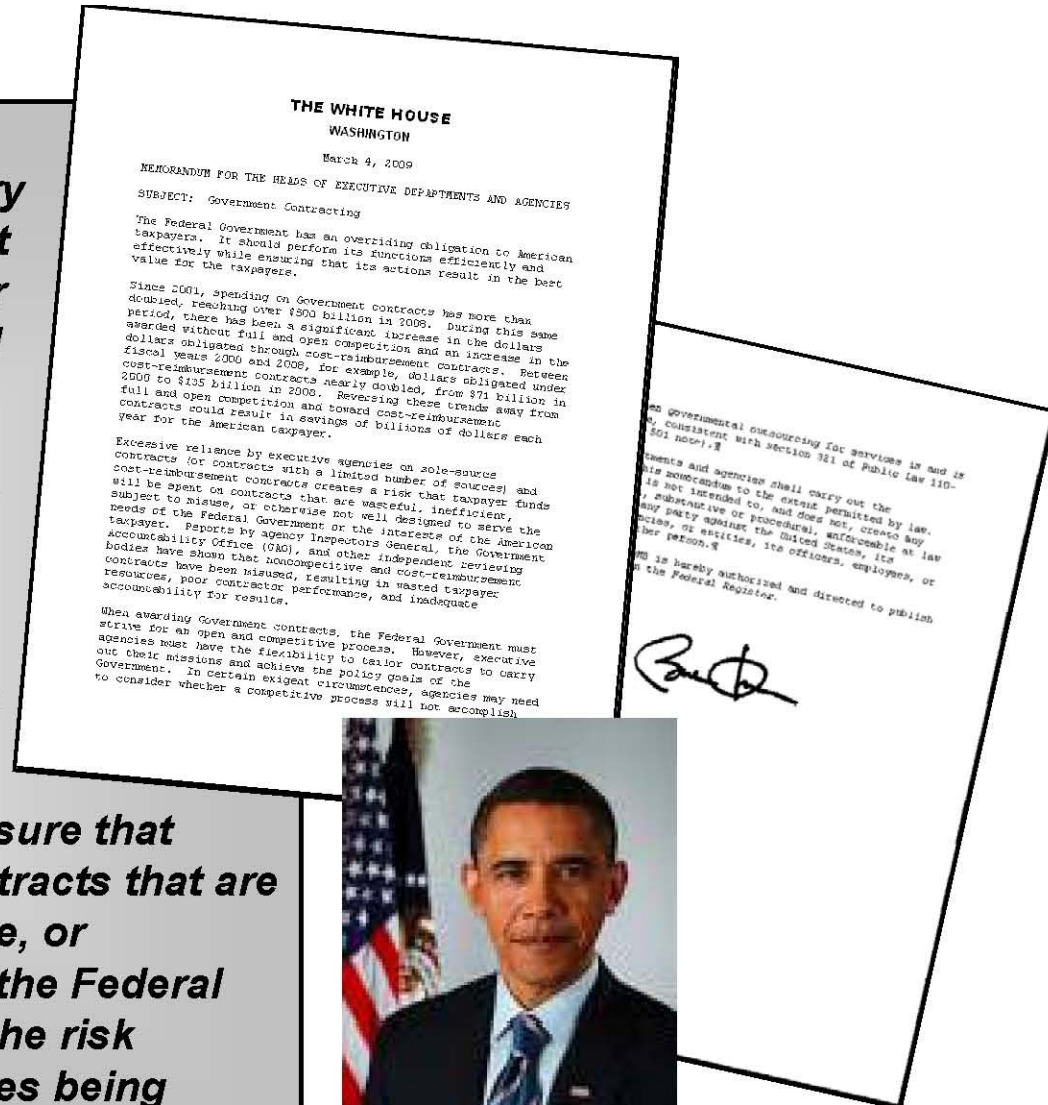 ry
t
r
THE WHITE HOUSE
WASHINGTON
March 4, 2009
MEMORANDUM FOR THE HEADS OF EXECUTIVE DEPARTMENTS AND AGENCIES
SUBJECT: Government Contracting
The Federal Government has an overriding obligation to American
taxpayers. It should perform its functions efficiently and
effectively while ensuring that its actions result in the best
value for the taxpayers.
Since 2001, spending on Government contracts has more than
doubled, reaching over $500 billion in 2008. During this same
period, there has been a significant increase in the dollars
awarded without full and open competition and an increase in the
dollars obligated through cost-reimbursement contracts. Between
fiscal years 2000 and 2008, for example, dollars obligated under
cost-reimbursement contracts nearly doubled, from $71 billion in
2000 to $135 billion in 2008. Reversing these trends away from
full and open competition and toward cost-reimbursement
contracts could result in savings of billions of dollars each
year for the American taxpayer.
Excessive reliance by executive agencies on sole-source
contracts (or contracts with a limited number of sources) and
cost-reimbursement contracts creates a risk that taxpayer funds
will be spent on contracts that are wasteful, inefficient,
subject to misuse, or otherwise not well designed to serve the
needs of the Federal Government or the interests of the American
taxpayer. Reports by agency Inspectors General, the Government
Accountability Office (GAO), and other independent reviewing
bodies have shown that noncompetitive and cost-reimbursement
contracts have been misused, resulting in wasted taxpayer
resources, poor contractor performance, and inadequate
accountability for results.
When awarding Government contracts, the Federal Government must
strive for an open and competitive process. However, executive
agencies must have the flexibility to tailor contracts to carry
out their missions and achieve the policy goals of the
Government. In certain exigent circumstances, agencies may need
to consider whether a competitive process will not accomplish
en governmental outsourcing for services is and is
e, consistent with section 321 of Public Law 110-
501 note).¶
tments and agencies shall carry out the
his memorandum to the extent permitted by law.
is not intended to, and does not, create any
, substantive or procedural, enforceable at law
any party against the United States, its
cies, or entities, its officers, employees, or
her person.¶
MB is hereby authorized and directed to publish
n the Federal Register.
sure that
tracts that are
e, or
the Federal
he risk
es being